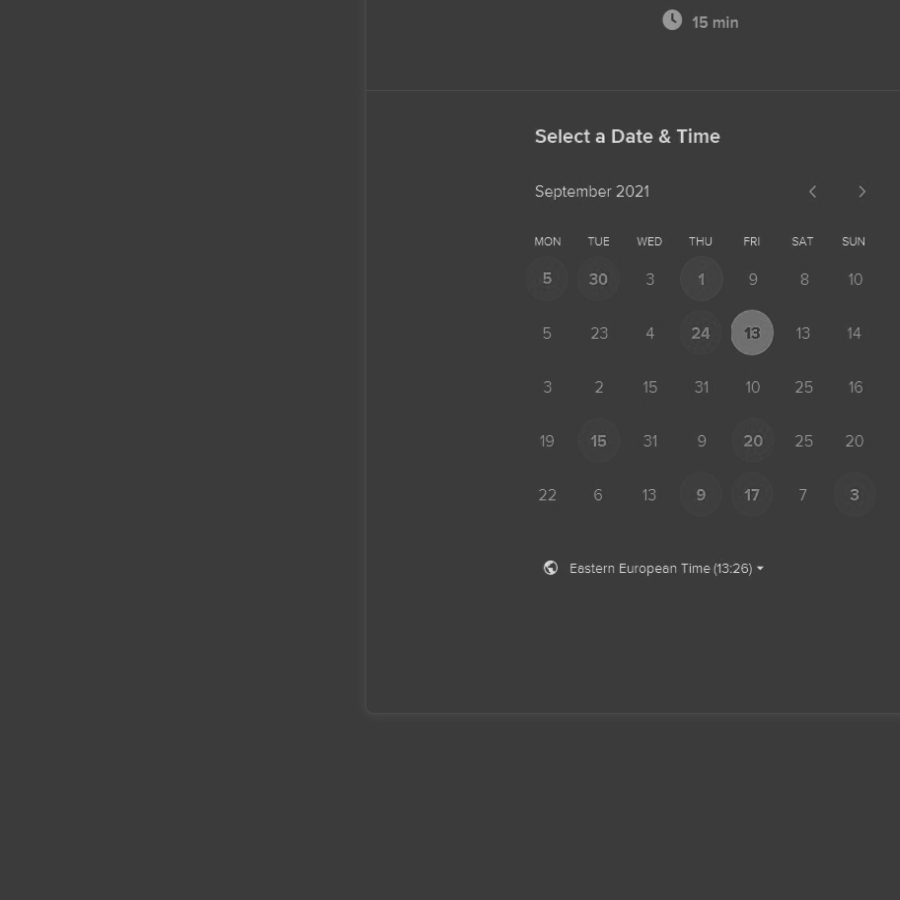 15 min
Select a Date & Time
September 2021
MON TUE WED THU FRI SAT SUN
5 30 3 1 9 8 10
5 23 4 24 13 13 14
3 2 15 31 10 25 16
19 15 31 9 20 25 20
22 6 13 9 17 7 3
Eastern European Time (13:26)